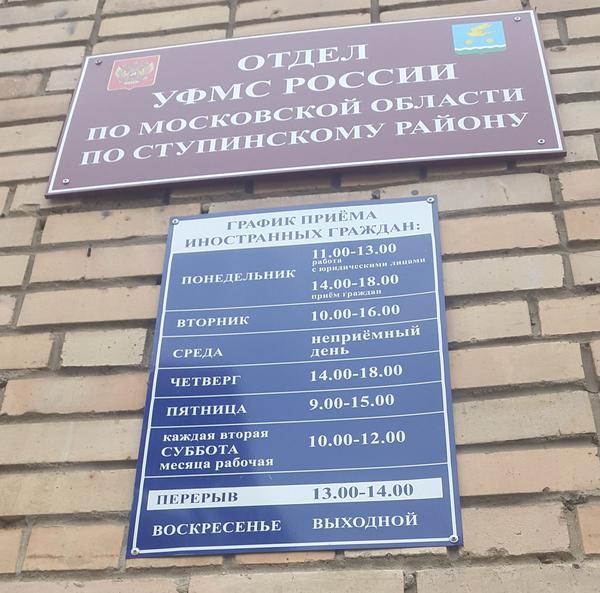 ОТДЕЛ
УФМС РОССИИ
ПО МОСКОВСКОЙ ОБЛАСТИ
ПО СТУПИНСКОМУ РАЙОНУ
ГРАФИК ПРИЁМА
ИНОСТРАННЫХ ГРАЖДАН:
ПОНЕДЕЛЬНИК
11.00-13.00
работа
с юридическими лицами
14.00-18.00
приём граждан
ВТОРНИК 10.00-16.00
СРЕДА неприёмный
день
ЧЕТВЕРГ 14.00-18.00
ПЯТНИЦА 9.00-15.00
каждая вторая
СУББОТА 10.00-12.00
месяца рабочая
ПЕРЕРЫВ 13.00-14.00
ВОСКРЕСЕНЬЕ ВЫХОДНОЙ